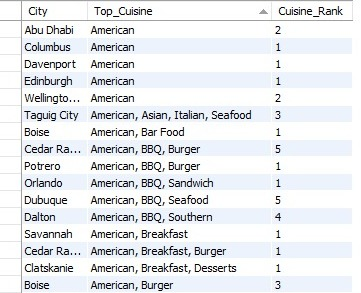 City Top_Cuisine Cuisine_Rank
Abu Dhabi American 2
Columbus American 1
Davenport American 1
Edinburgh American 1
Wellingto... American 2
Taguig City American, Asian, Italian, Seafood 3
Boise American, Bar Food 1
Cedar Ra... American, BBQ, Burger 5
Potrero American, BBQ, Burger 1
Orlando American, BBQ, Sandwich 1
Dubuque American, BBQ, Seafood 5
Dalton American, BBQ, Southern 4
Savannah American, Breakfast 1
Cedar Ra... American, Breakfast, Burger 1
Clatskanie American, Breakfast, Desserts 1
Boise American, Burger 3